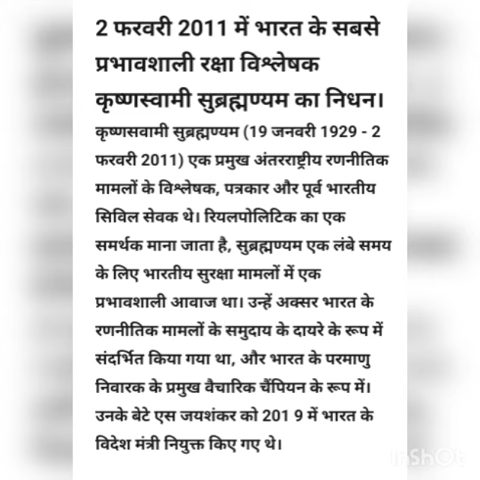 2 फरवरी 2011 में भारत के सबसे
प्रभावशाली रक्षा विश्लेषक
कृष्णस्वामी सुब्रह्मण्यम का निधन।
कृष्णसवामी सुब्रह्मण्यम (19 जनवरी 1929 - 2
फरवरी 2011) एक प्रमुख अंतरराष्ट्रीय रणनीतिक
मामलों के विश्लेषक, पत्रकार और पूर्व भारतीय
सिविल सेवक थे। रियलपोलिटिक का एक
समर्थक माना जाता है, सुब्रह्मण्यम एक लंबे समय
के लिए भारतीय सुरक्षा मामलों में एक
प्रभावशाली आवाज था। उन्हें अक्सर भारत के
रणनीतिक मामलों के समुदाय के दायरे के रूप में
संदर्भित किया गया था, और भारत के परमाणु
निवारक के प्रमुख वैचारिक चैंपियन के रूप में।
उनके बेटे एस जयशंकर को 201 9 में भारत के
विदेश मंत्री नियुक्त किए गए थे।
InShOt